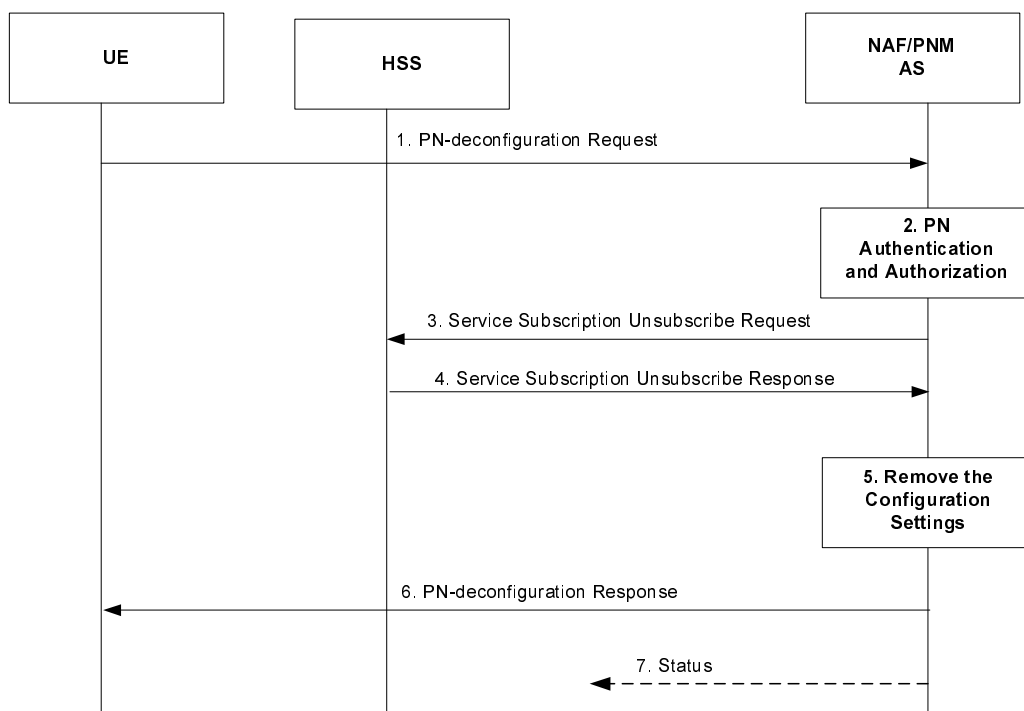 UE
HSS
NAF/PNM
AS
1. PN-deconfiguration Request
2. PN
Authentication
and Authorization
3. Service Subscription Unsubscribe Request
4. Service Subscription Unsubscribe Response
5. Remove the
Configuration
Settings
6. PN-deconfiguration Response
7. Status